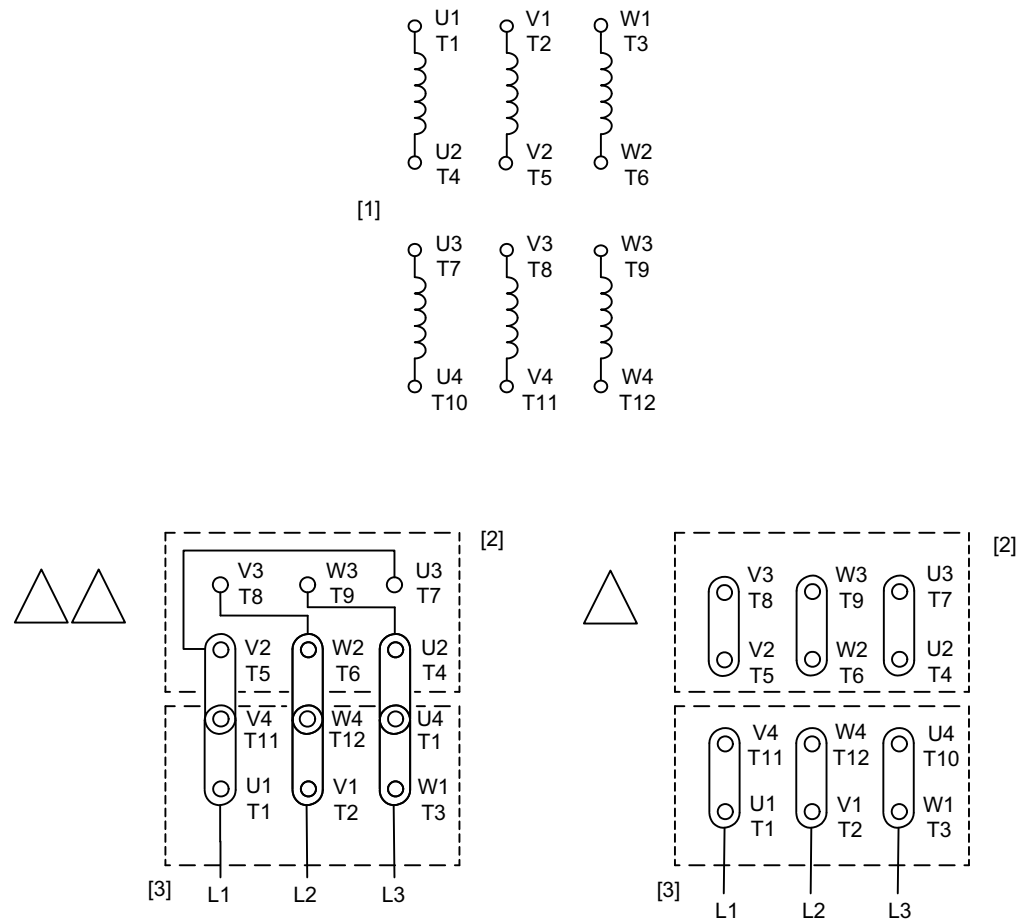 U1 V1 W1
T1 T2 T3
U2 V2 W2
T4 T5 T6
[1]
U3 V3 W3
T7 T8 T9
U4 V4 W4
T10 T11 T12
[2]
V3 W3 U3
T8 T9 T7
V2 W2 U2
T5 T6 T4
V4 W4 U4
T11 T12 T1
U1 V1 W1
T1 T2 T3
[3] L1 L2 L3
[2]
V3 W3 U3
T8 T9 T7
V2 W2 U2
T5 T6 T4
V4 W4 U4
T11 T12 T10
U1 V1 W1
T1 T2 T3
[3] L1 L2 L3